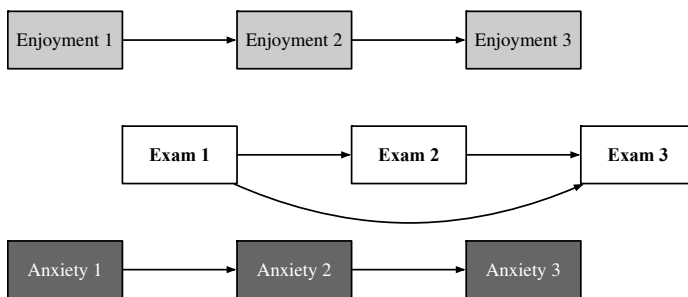 Enjoyment 1
Enjoyment 2
Enjoyment 3
Exam 1
Exam 2
Exam 3
Anxiety 1
Anxiety 2
Anxiety 3